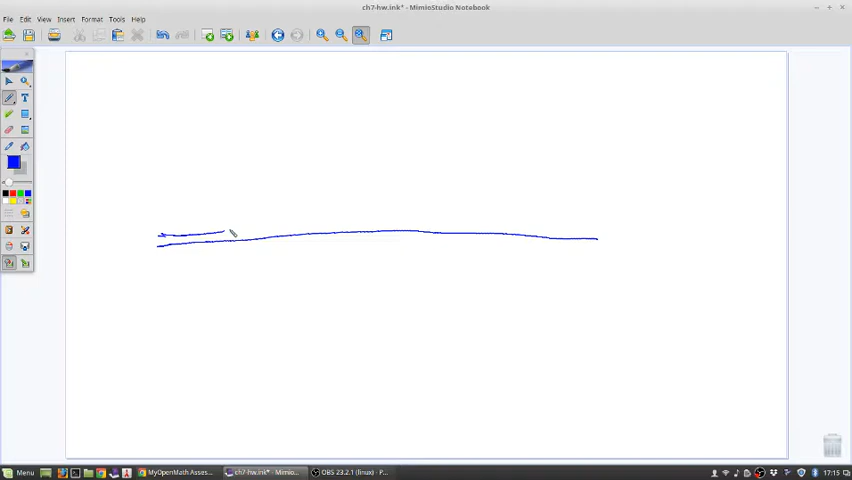 ch7-hw.ink* - MimioStudio Notebook
File Edit View Insert Format Tools Help
T
Menu MyOpenMath.Asses... ch7-hw.ink* - Mimio... OBS 23.2.1 (linux) - P... 17:15